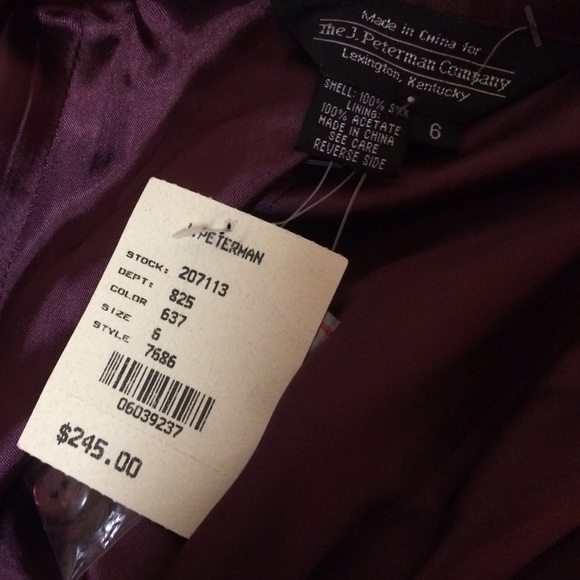 Made in China for
The J. Peterman Company
Lexington, Kentucky
SHELL: 100% SILK
LINING:
100% ACETATE
MADE IN CHINA
SEE CARE
REVERSE SIDE
6
J.PETERMAN
STOCK: 207113
DEPT: 825
COLOR 637
SIZE 6
STYLE 7686
06039237
$245.00